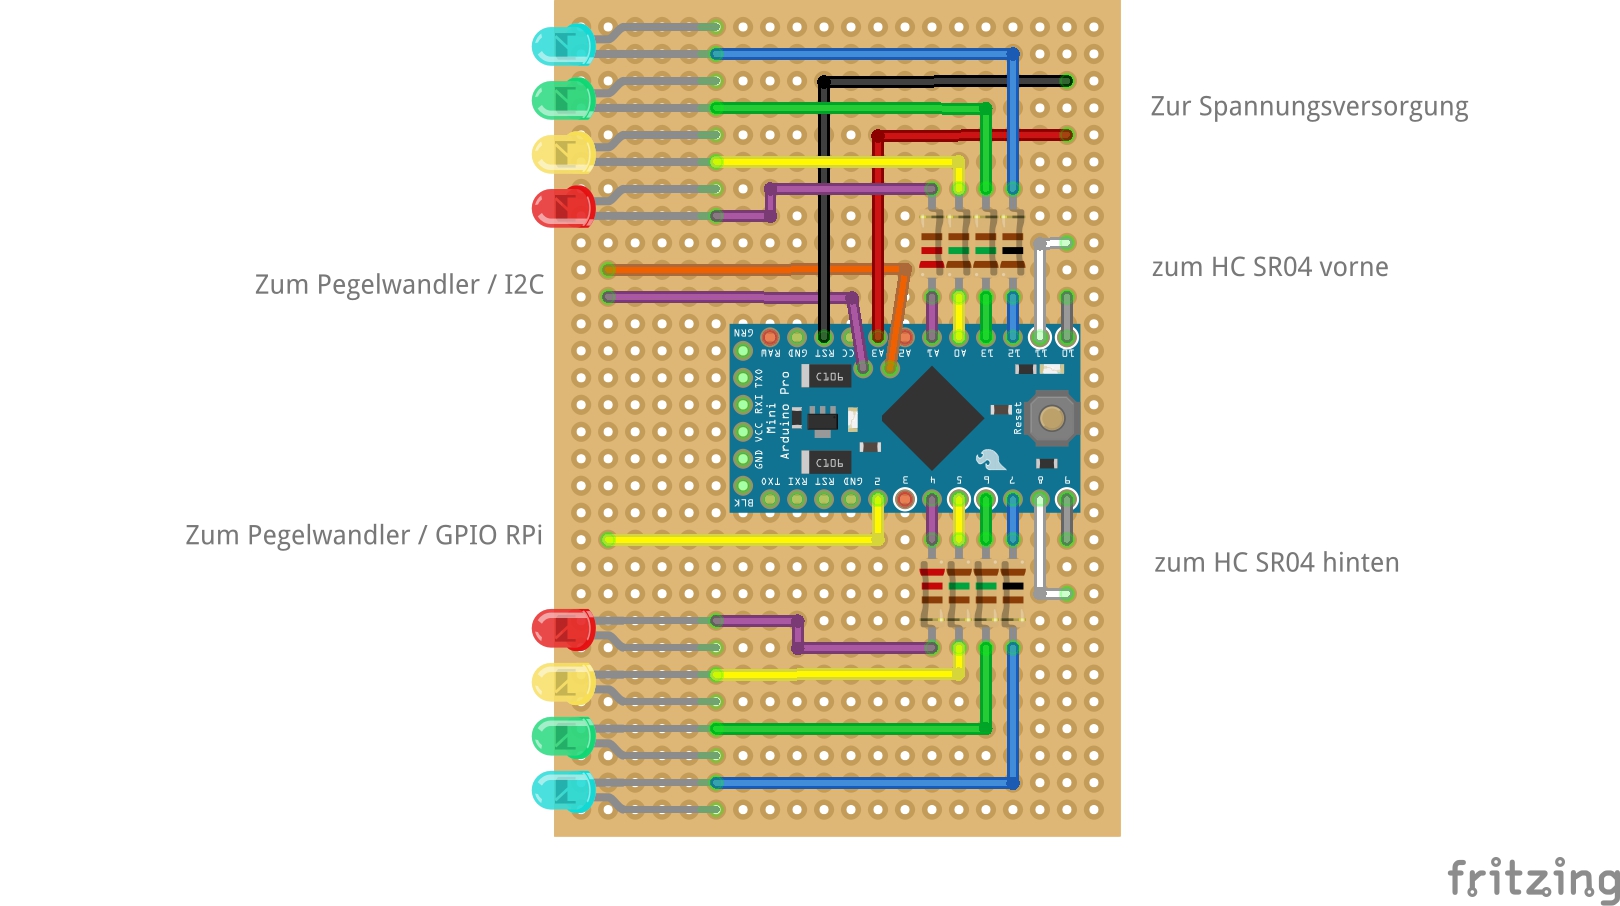 Zur Spannungsversorgung
zum HC SR04 vorne
Zum Pegelwandler / I2C
GRN
RAW GND RST CC A3 A2 A1 A0 13 12 11 10
TXO
RXI
VCC
GND
BLK
C106
Arduino Pro
Mini
Reset
C106
TXO RXI RST GND 2 3 4 5 6 7 8 9
Zum Pegelwandler / GPIO RPi
zum HC SR04 hinten
fritzing